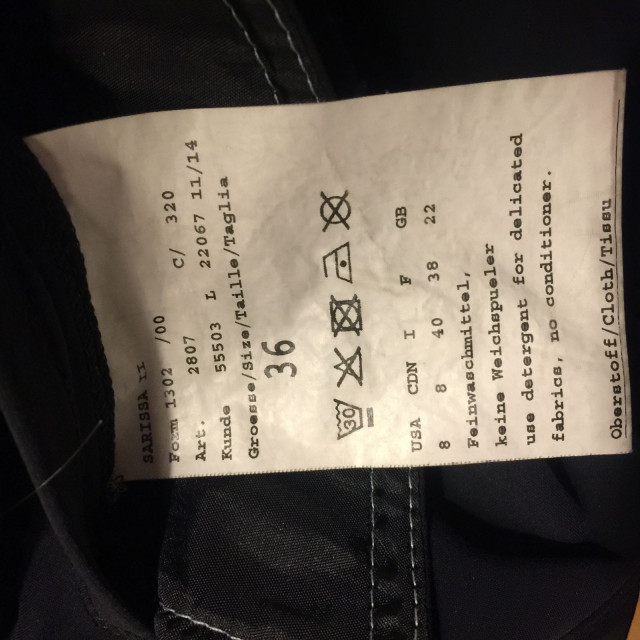 SARISSA II
Form 1302 /00
Art. 2807 C/ 320
Kunde 55503 L 22067 11/14
Groesse/Size/Taille/Taglia
36
30
USA CDN I F GB
8 8 40 38 22
Feinwaschmittel,
keine Weichspueler
use detergent for delicated
fabrics, no conditioner.
Oberstoff/Cloth/Tissu